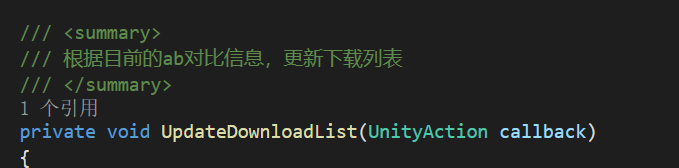 /// <summary>
/// 根据目前的ab对比信息，更新下载列表
/// </summary>
1 个引用
private void UpdateDownloadList(UnityAction callback)
{